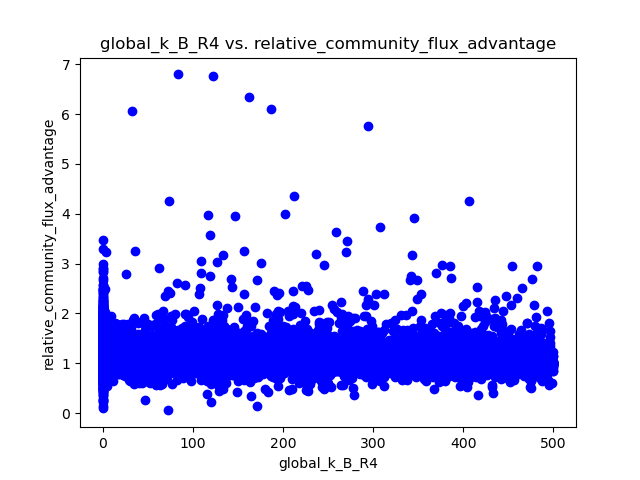 global_k_B_R4 vs. relative_community_flux_advantage
7
6
5
4
3
2
1
0
relative_community_flux_advantage
0 100 200 300 400 500
global_k_B_R4